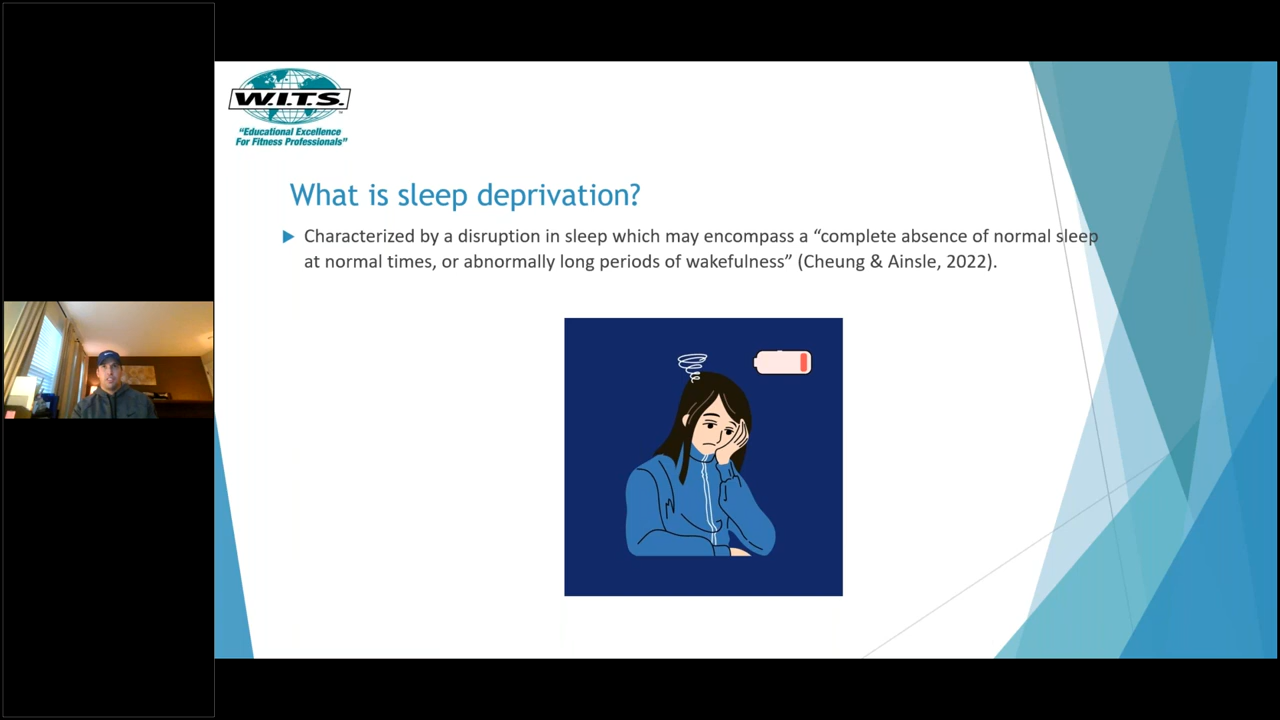 W.I.T.S.
"Educational Excellence
For Fitness Professionals"
What is sleep deprivation?
Characterized by a disruption in sleep which may encompass a “complete absence of normal sleep
at normal times, or abnormally long periods of wakefulness” (Cheung & Ainsle, 2022).